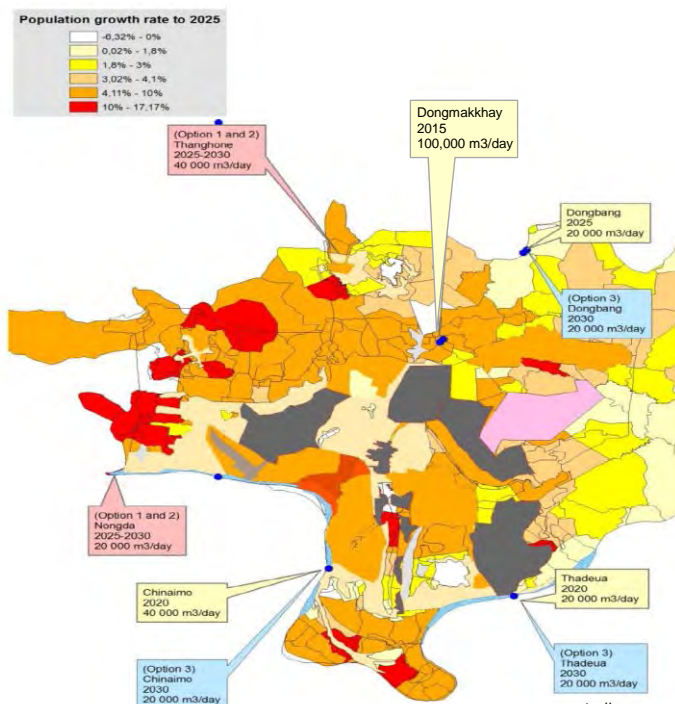 Population growth rate to 2025
-6,32% - 0%
0,02% - 1,8%
1,8% - 3%
3,02% - 4,1%
4,11% - 10%
10% - 17,17%
(Option 1 and 2)
Thanghone
2025-2030
40 000 m3/day
Dongmakkhay
2015
100,000 m3/day
Dongbang
2025
20 000 m3/day
(Option 3)
Dongbang
2030
20 000 m3/day
(Option 1 and 2)
Nongda
2025-2030
20 000 m3/day
Chinaimo
2020
40 000 m3/day
Thadeua
2020
20 000 m3/day
(Option 3)
Chinaimo
2030
20 000 m3/day
(Option 3)
Thadeua
2030
20 000 m3/day